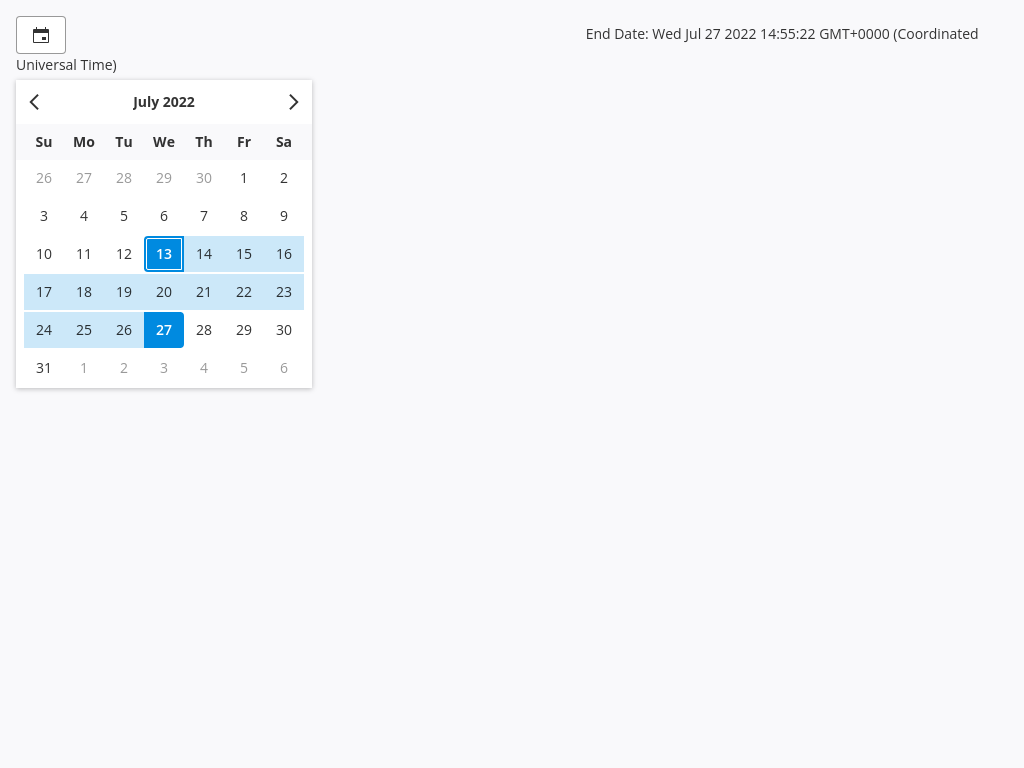 End Date: Wed Jul 27 2022 14:55:22 GMT+0000 (Coordinated
Universal Time)
July 2022
Su Mo Tu We Th Fr Sa
26 27 28 29 30 1 2
3 4 5 6 7 8 9
10 11 12 13 14 15 16
17 18 19 20 21 22 23
24 25 26 27 28 29 30
31 1 2 3 4 5 6